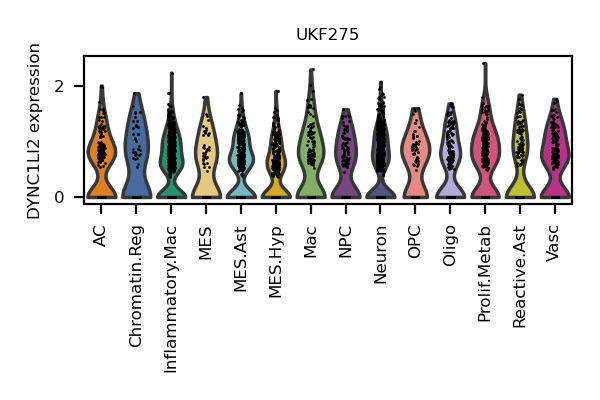 UKF275
DYNC1LI2 expression
2
0
AC
Chromatin.Reg
Inflammatory.Mac
MES
MES.Ast
MES.Hyp
Mac
NPC
Neuron
OPC
Oligo
Prolif.Metab
Reactive.Ast
Vasc